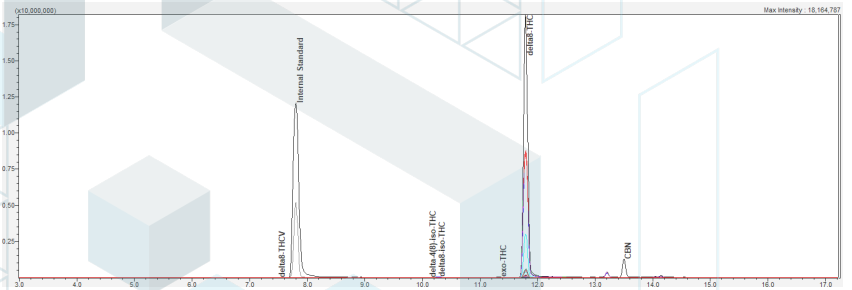 (x10,000,000)
Max Intensity : 18,164,787
1.75
1.50
1.25
1.00
0.75
0.50
0.25
delta8-THCV
Internal Standard
delta-4(8)-iso-THC
delta8-iso-THC
exo-THC
delta8-THC
CBN
3.0 4.0 5.0 6.0 7.0 8.0 9.0 10.0 11.0 12.0 13.0 14.0 15.0 16.0 17.0